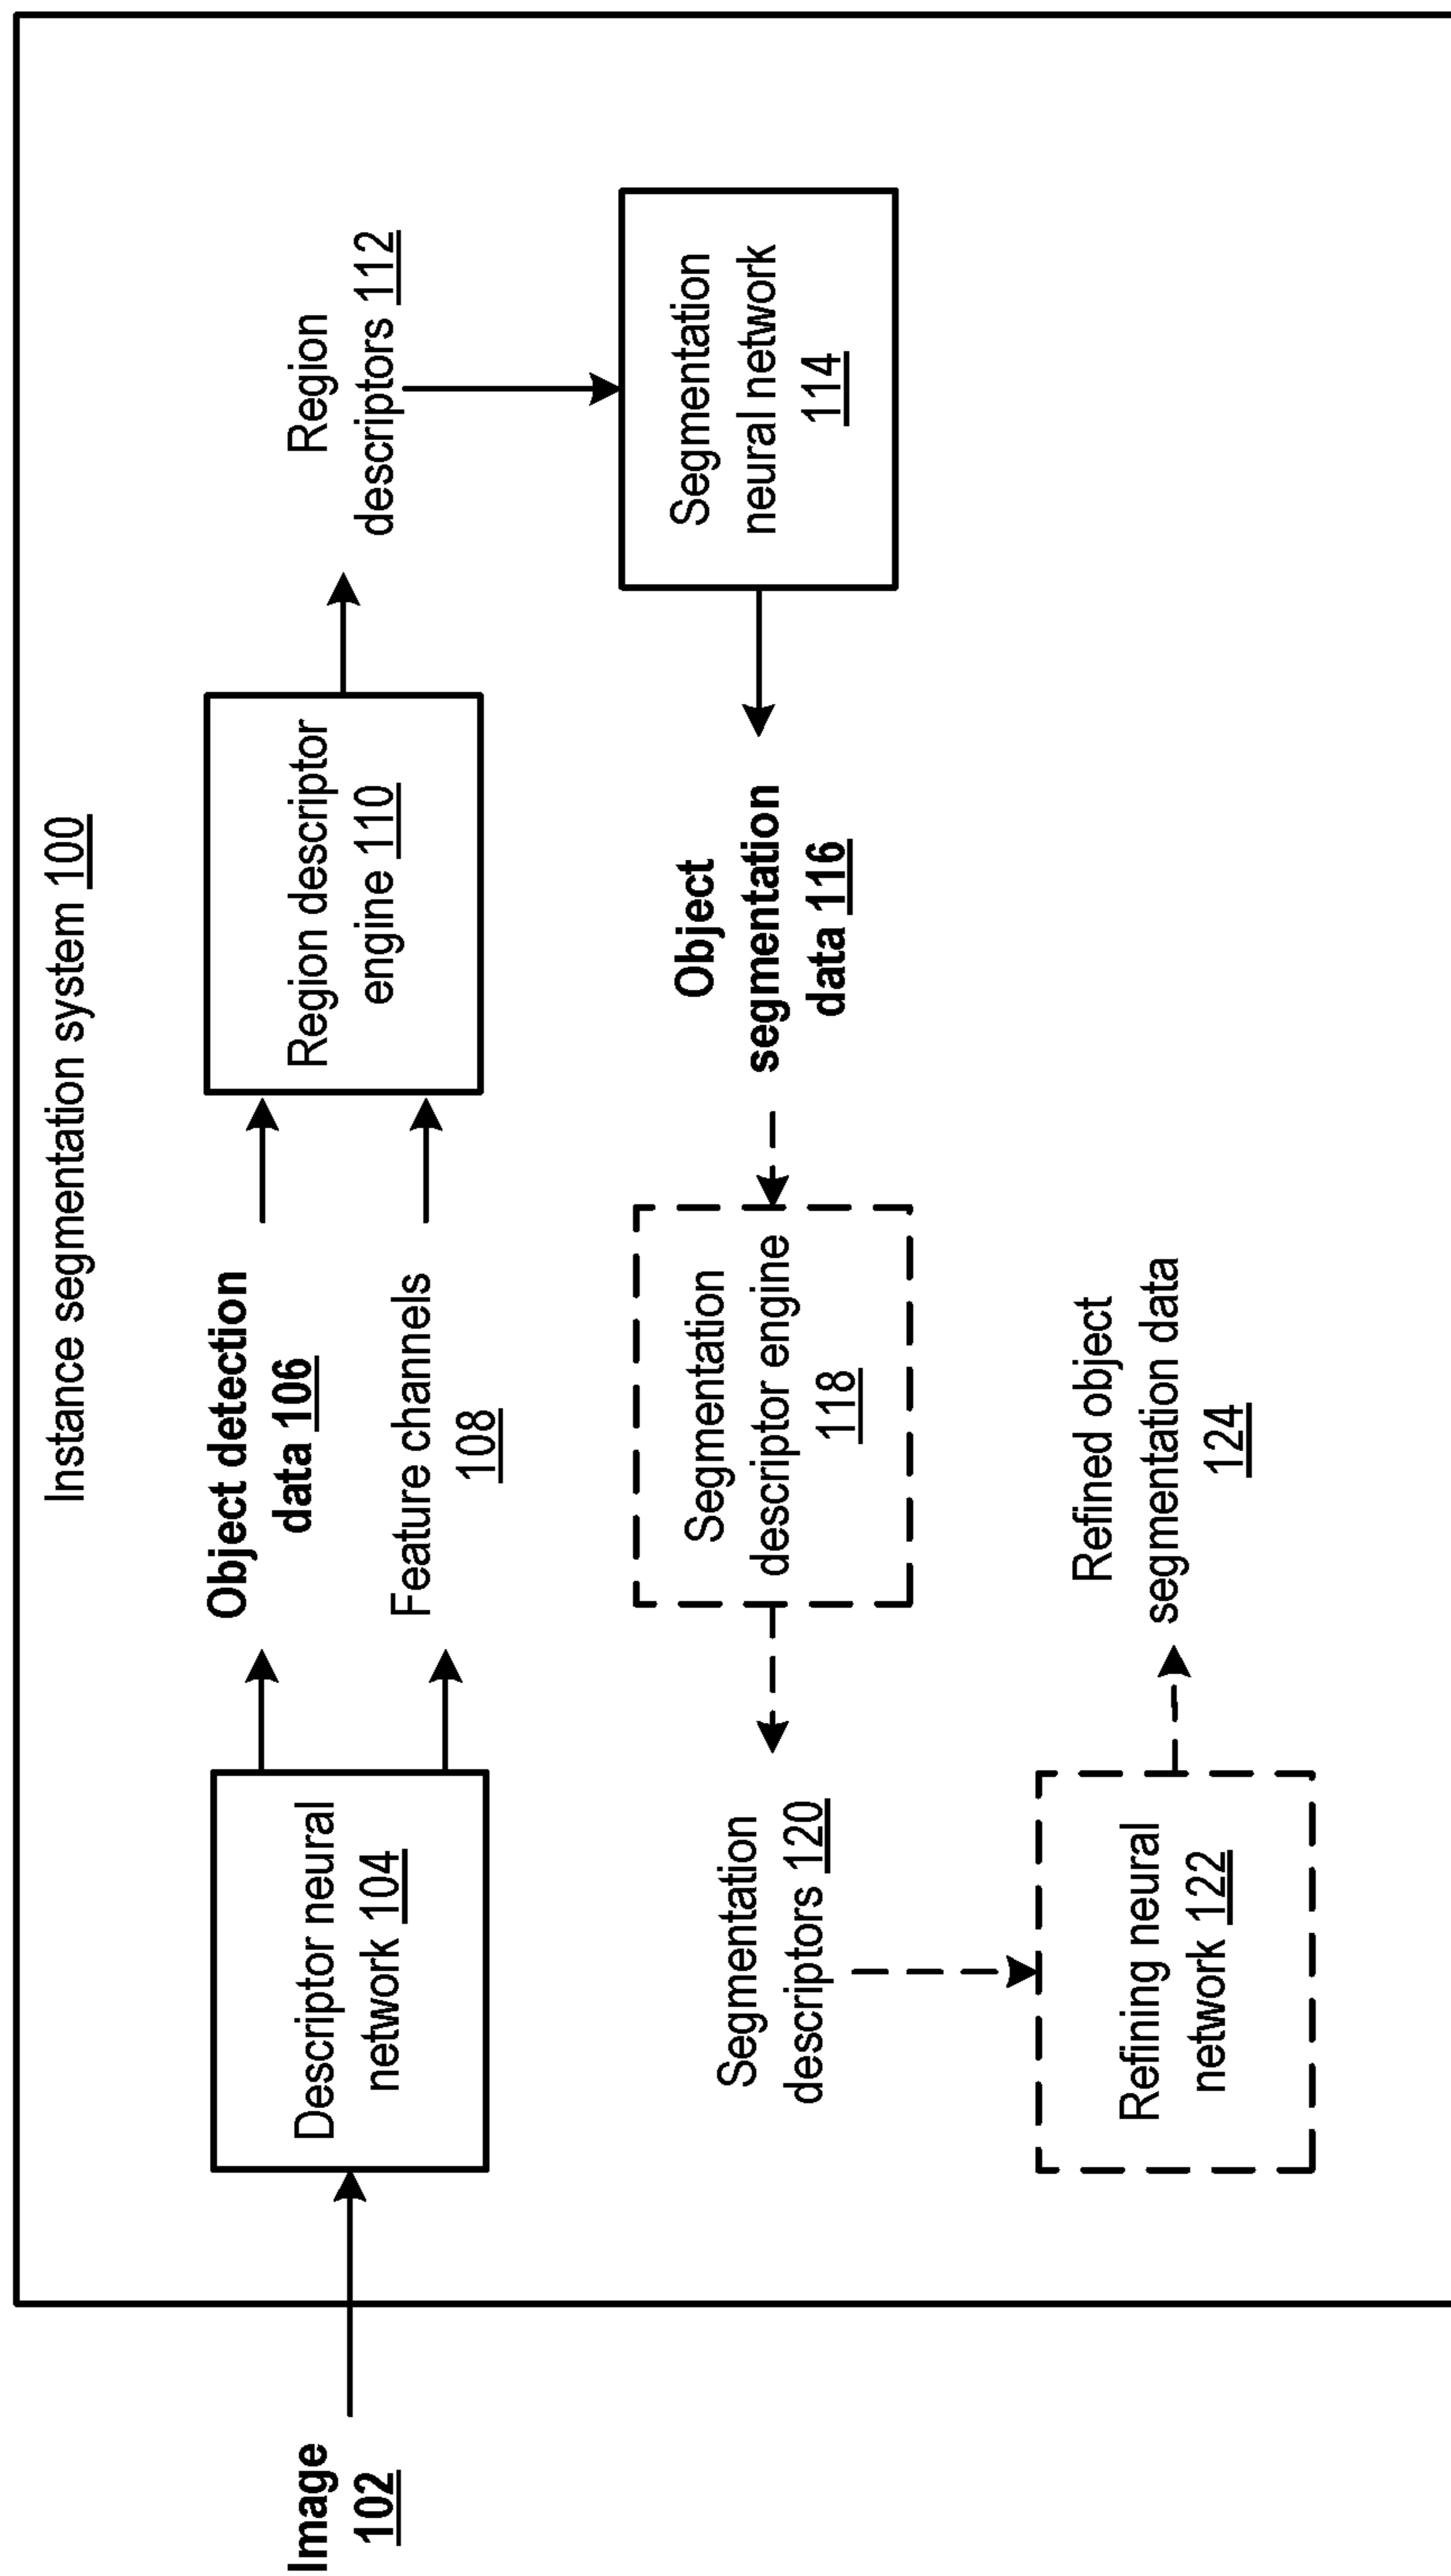 Instance segmentation system 100
Image
102
Descriptor neural
network 104
Object detection
data 106
Feature channels
108
Region descriptor
engine 110
Region
descriptors 112
Segmentation
neural network
114
Object
segmentation
data 116
Segmentation
descriptor engine
118
Segmentation
descriptors 120
Refining neural
network 122
Refined object
segmentation data
124